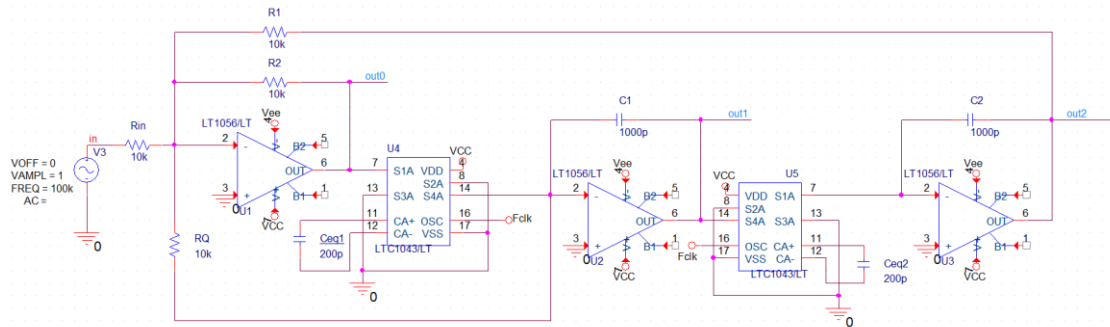 R1
10k
R2
10k
out0
C1
1000p
out1
C2
1000p
out2
in
Rin
10k
V3
VOFF = 0
VAMPL = 1
FREQ = 100k
AC =
0
LT1056/LT
Vee
2
-
B2
5
OUT
6
3
+
B1
1
0
U1
7
VCC
U4
VCC
7
S1A
VDD
4
S2A
8
13
S3A
S4A
14
11
CA+
OSC
16
Fclk
12
CA-
VSS
17
LTC1043/LT
Ceq1
200p
0
RQ
10k
LT1056/LT
Vee
2
-
B2
5
OUT
6
3
+
B1
1
0
U2
7
VCC
U5
VCC
4
VDD
S1A
7
8
S2A
14
S4A
S3A
13
Fclk
16
OSC
CA+
11
17
VSS
CA-
12
LTC1043/LT
Ceq2
200p
0
LT1056/LT
Vee
2
-
B2
5
OUT
6
3
+
B1
1
0
U3
7
VCC